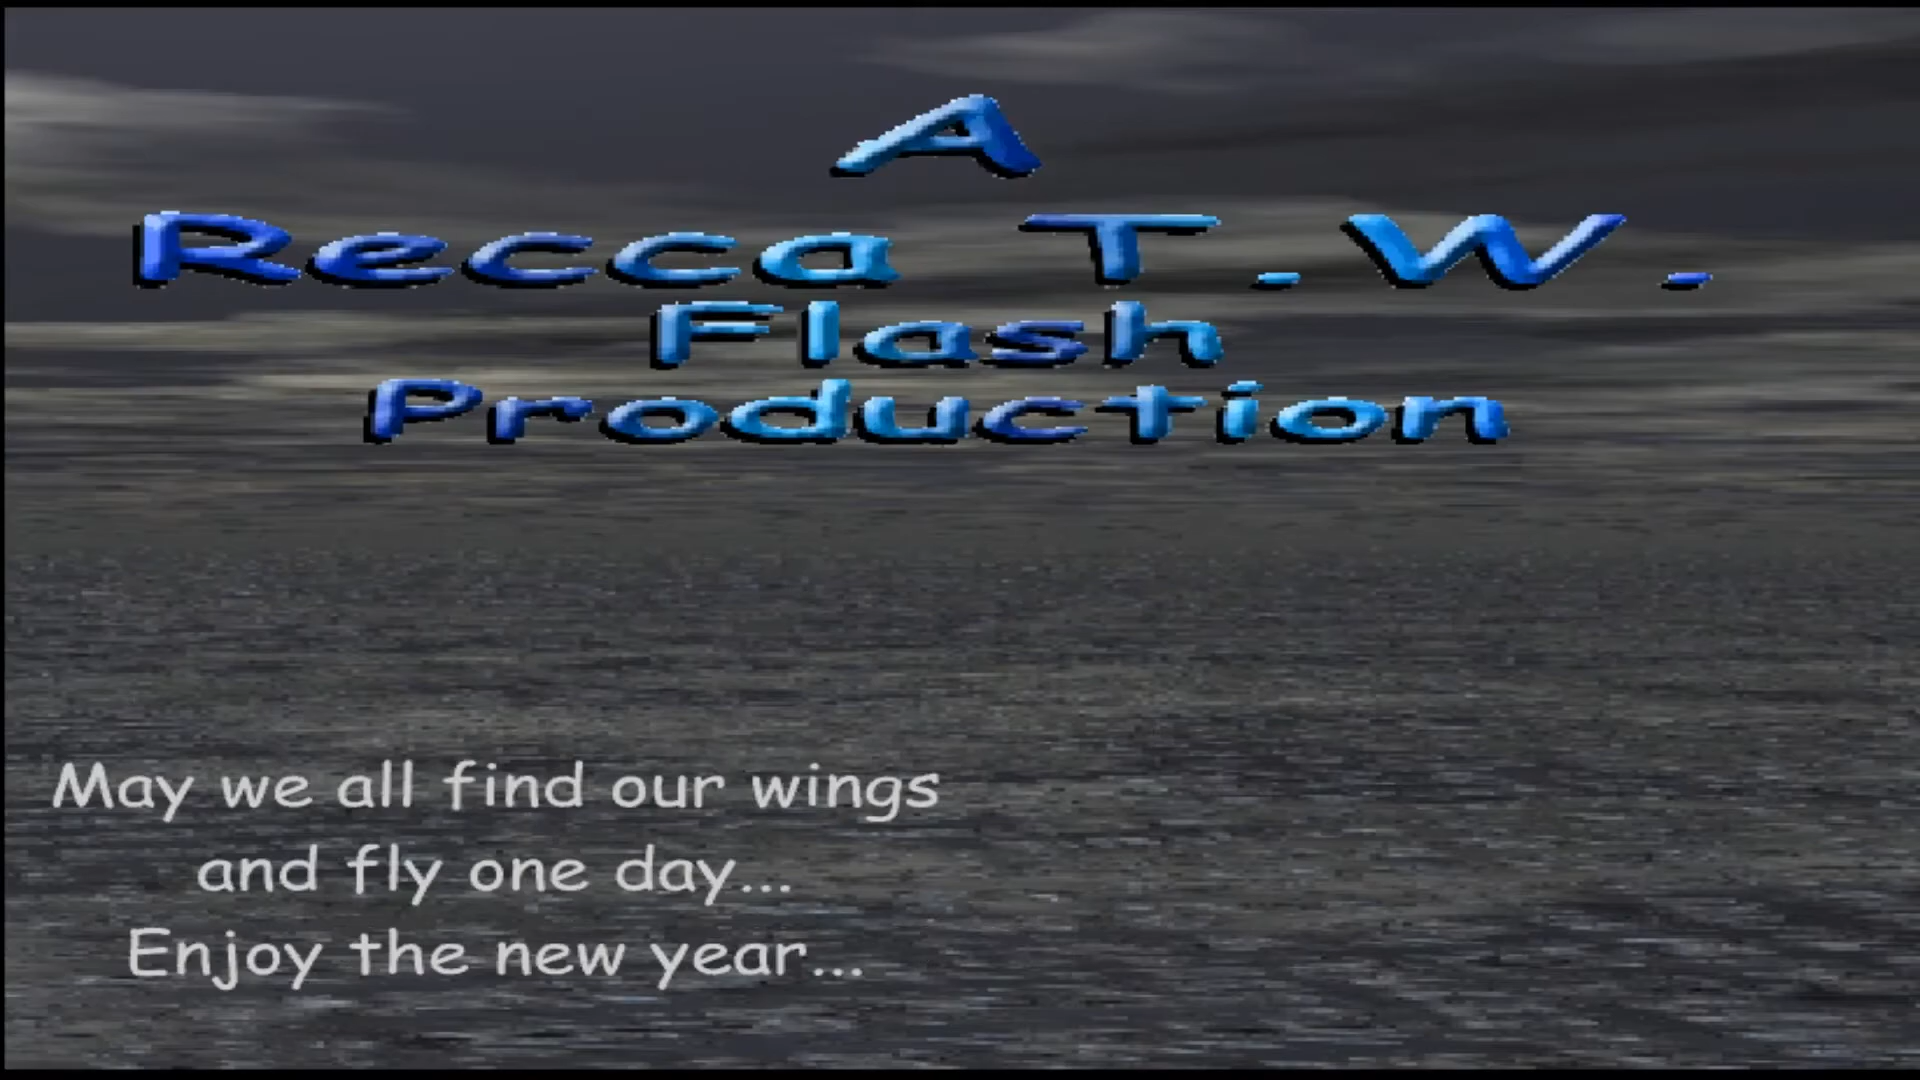 A
Recca T.W.
Flash
Production
May we all find our wings
and fly one day...
Enjoy the new year...